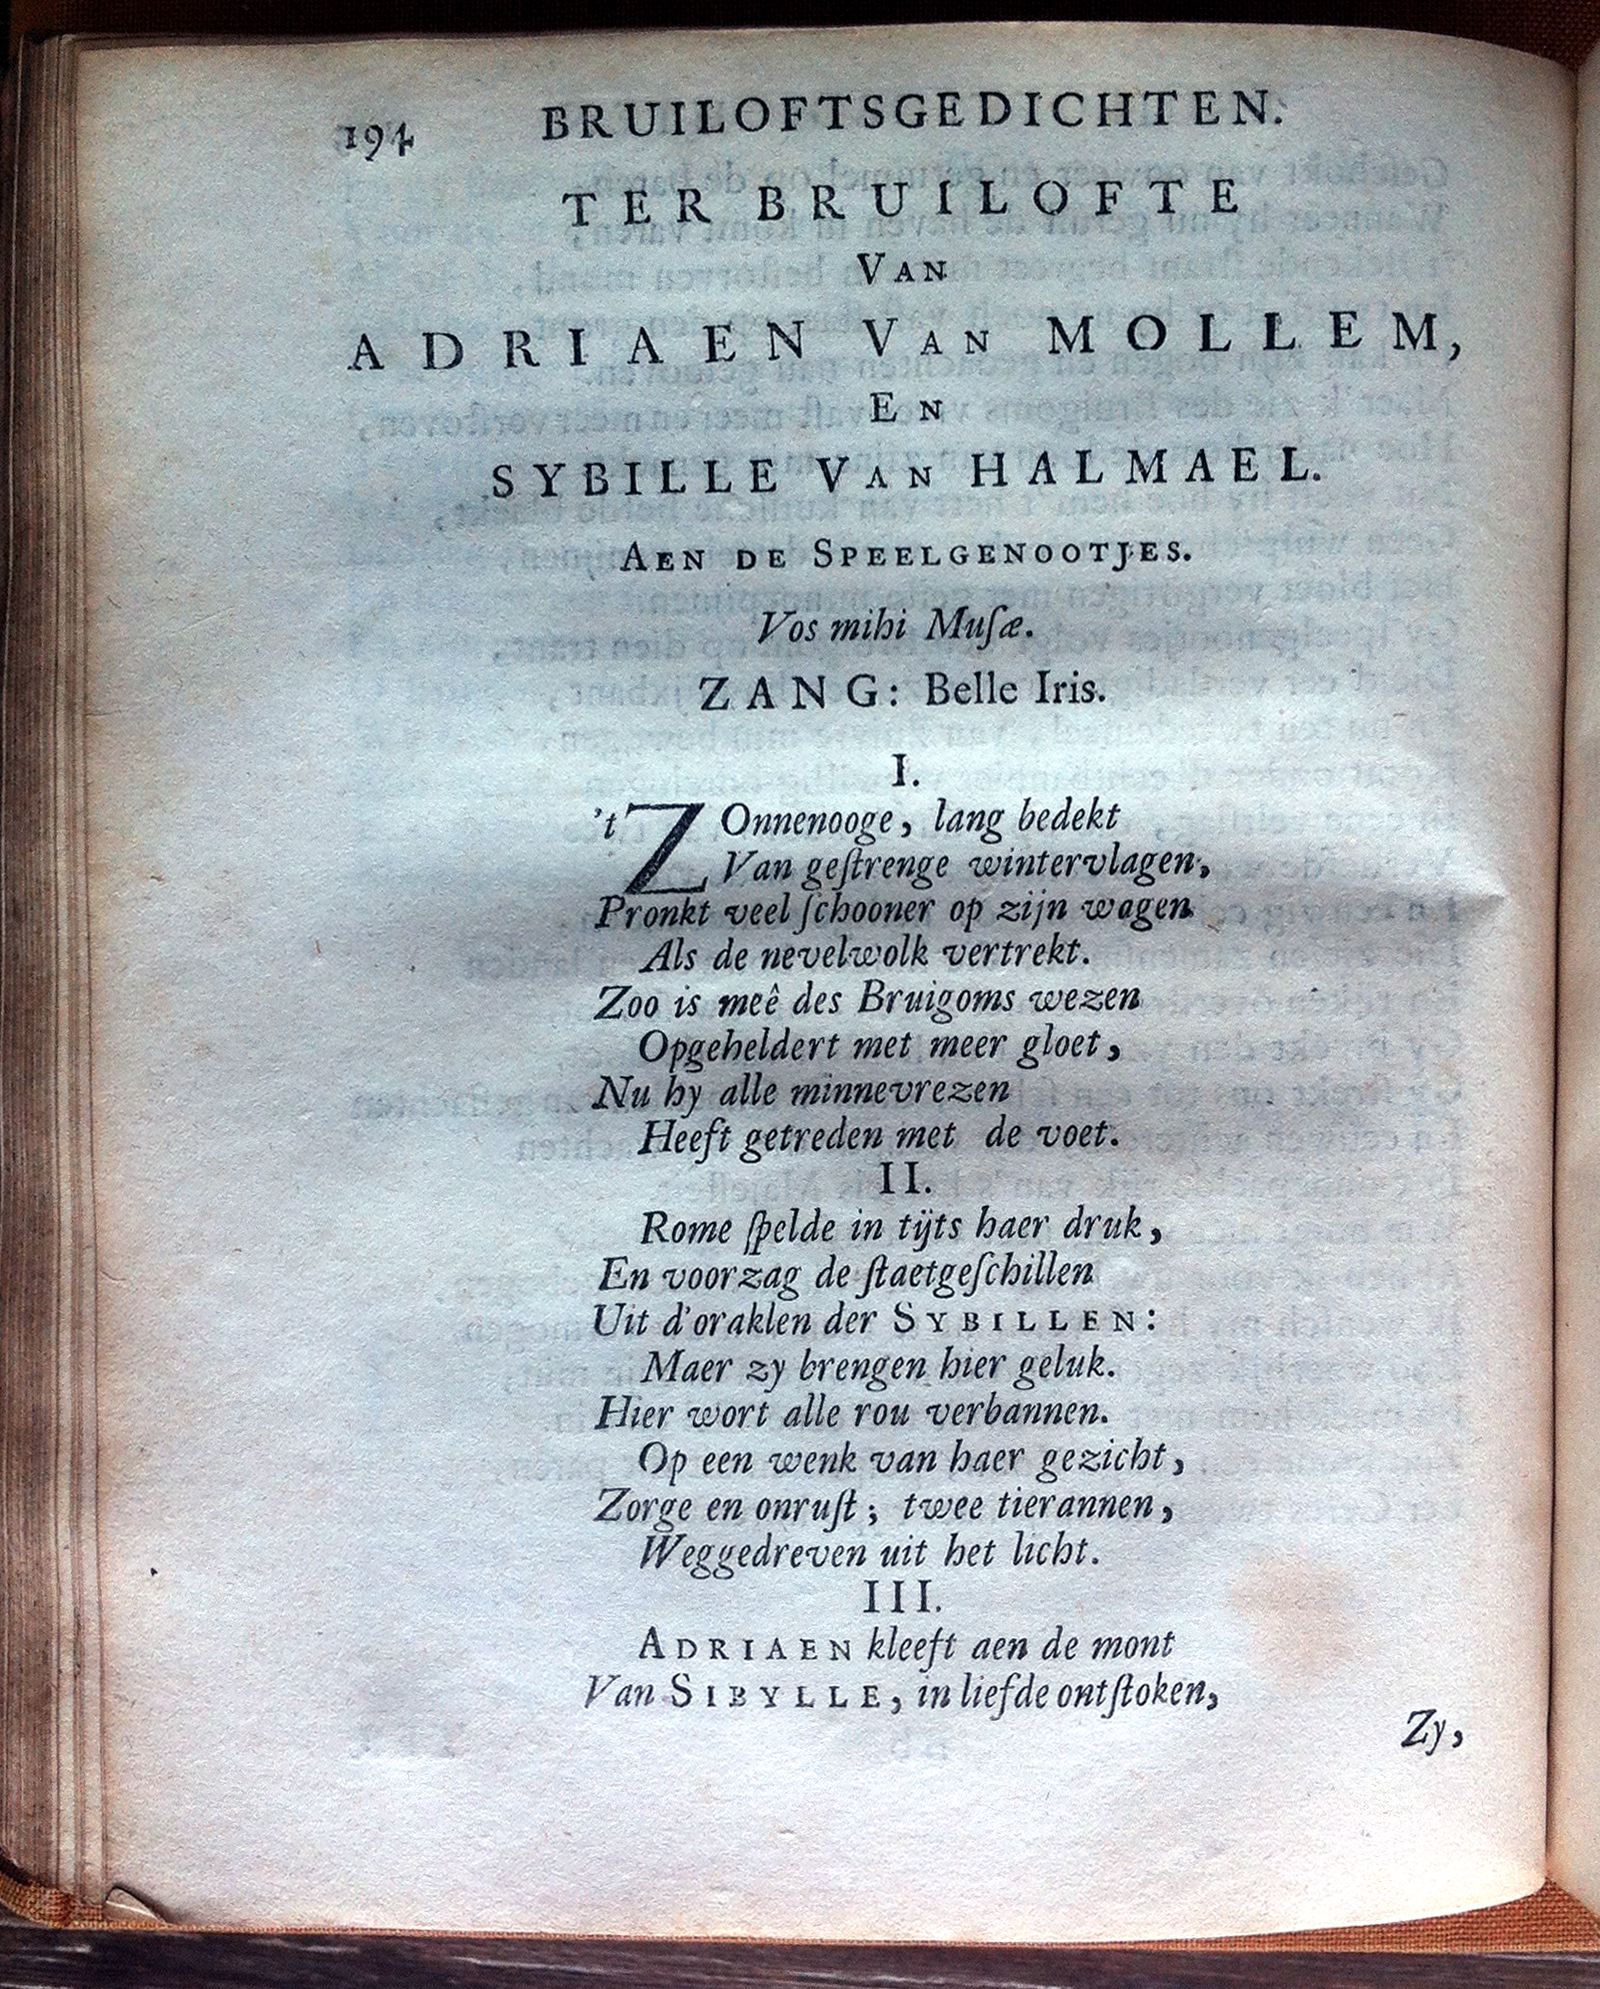 194 BRUILOFTSGEDICHTEN.
TER BRUILOFTE
VAN
ADRIAEN VAN MOLLEM,
EN
SYBILLE VAN HALMAEL.
AEN DE SPEELGENOOTJES.
Vos mihi Muſæ.
ZANG: Belle Iris.
I.
't ZOnnenooge, lang bedekt
Van geſtrenge wintervlagen,
Pronkt veel ſchooner op zijn wagen
Als de nevelwolk vertrekt.
Zoo is meê des Bruigoms wezen
Opgeheldert met meer gloet,
Nu hy alle minnevrezen
Heeft getreden met de voet.
II.
Rome ſpelde in tijts haer druk,
En voorzag de ſtaetgeſchillen
Uit d'oraklen der SYBILLEN:
Maer zy brengen hier geluk.
Hier wort alle rou verbannen.
Op een wenk van haer gezicht,
Zorge en onruſt; twee tierannen,
Weggedreven uit het licht.
III.
ADRIAEN kleeft aen de mont
Van SIBYLLE, in liefde ontſtoken,
Zy,